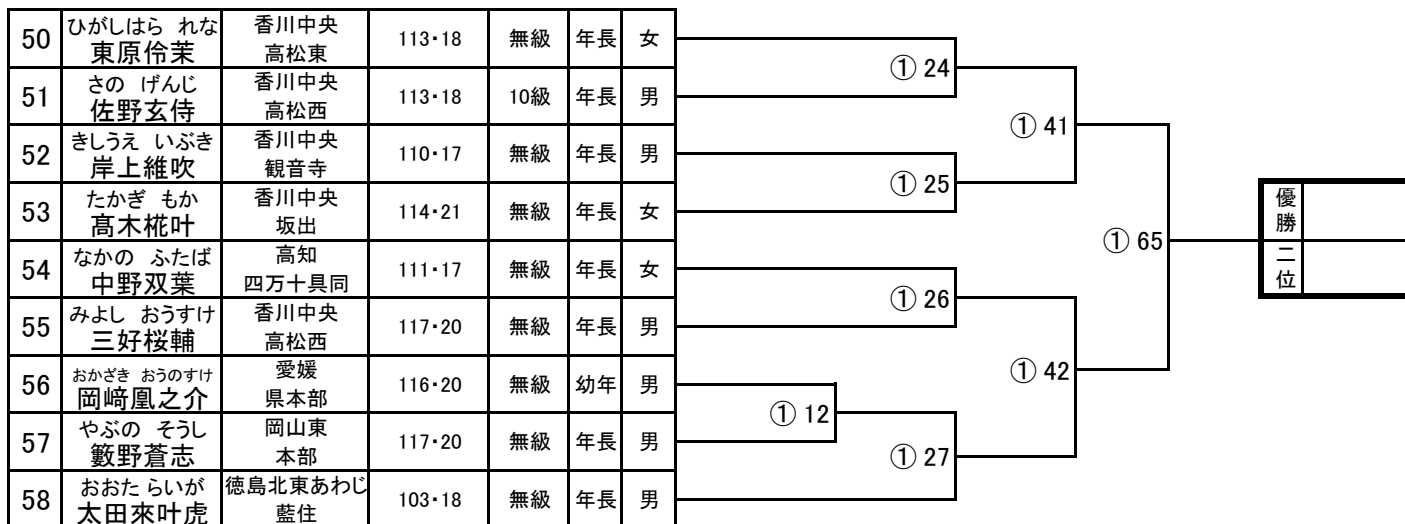 50 ひがしはら れな 香川中央 113・18 無級 年長 女
東原伶茉 高松東
① 24
51 さの げんじ 香川中央 113・18 10級 年長 男
佐野玄侍 高松西
① 41
52 きしうえ いぶき 香川中央 110・17 無級 年長 男
岸上維吹 観音寺
① 25
53 たかぎ もか 香川中央 114・21 無級 年長 女
髙木椛叶 坂出
優勝
① 65
二位
54 なかの ふたば 高知 111・17 無級 年長 女
中野双葉 四万十具同
① 26
55 みよし おうすけ 香川中央 117・20 無級 年長 男
三好桜輔 高松西
① 42
56 おかざき おうのすけ 愛媛 116・20 無級 幼年 男
岡﨑凰之介 県本部
① 12
57 やぶの そうし 岡山東 117・20 無級 年長 男
籔野蒼志 本部
① 27
58 おおた らいが 徳島北東あわじ 103・18 無級 年長 男
太田來叶虎 藍住